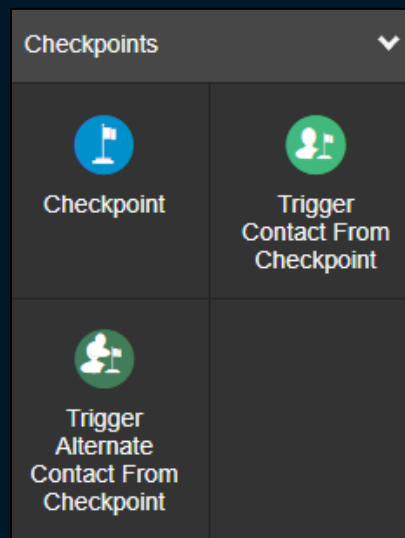 Checkpoints
Checkpoint
Trigger
Contact From
Checkpoint
Trigger
Alternate
Contact From
Checkpoint